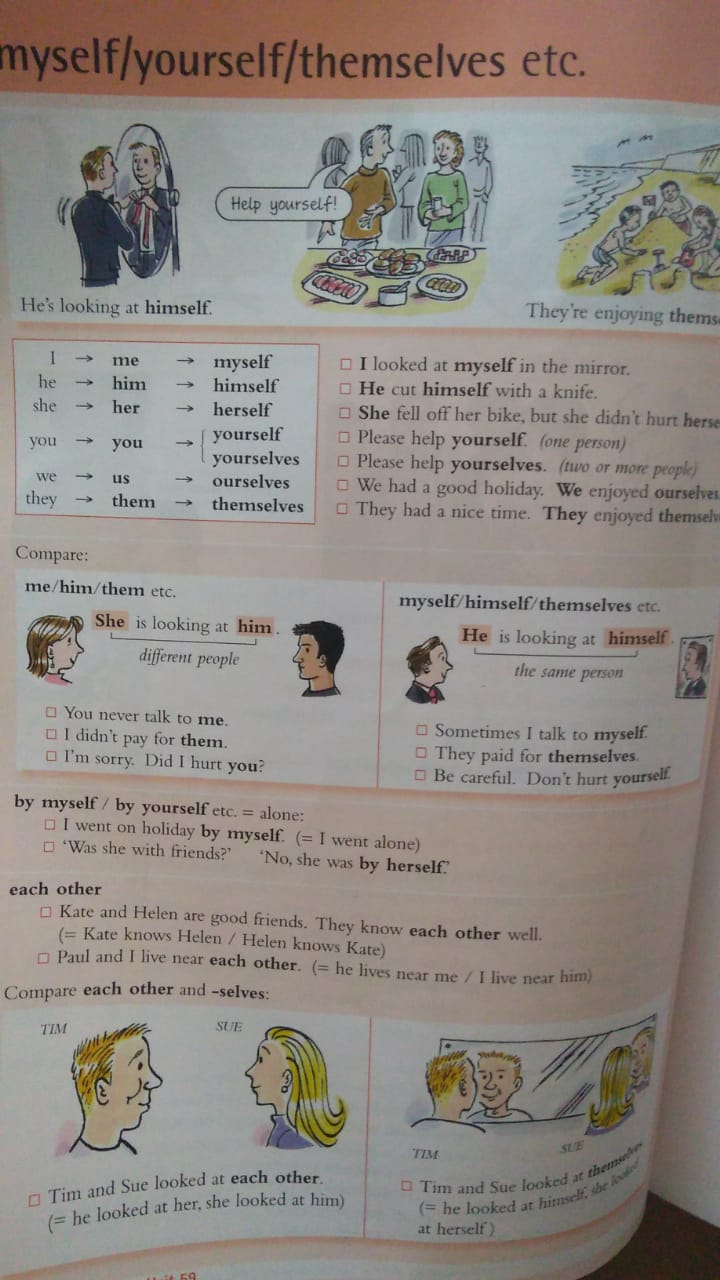 myself/yourself/themselves etc.
Help yourself!
He's looking at himself.
They're enjoying thems
I → me → myself
he → him → himself
she → her → herself
you → you → yourself
yourselves
we → us → ourselves
they → them → themselves
I looked at myself in the mirror.
He cut himself with a knife.
She fell off her bike, but she didn't hurt herse
Please help yourself. (one person)
Please help yourselves. (two or more people)
We had a good holiday. We enjoyed ourselves
They had a nice time. They enjoyed themselv
Compare:
me/him/them etc.
She is looking at him.
different people
You never talk to me.
I didn't pay for them.
I'm sorry. Did I hurt you?
myself/himself/themselves etc.
He is looking at himself.
the same person
Sometimes I talk to myself.
They paid for themselves.
Be careful. Don't hurt yourself.
by myself / by yourself etc. = alone:
I went on holiday by myself. (= I went alone)
'Was she with friends?' 'No, she was by herself.'
each other
Kate and Helen are good friends. They know each other well.
(= Kate knows Helen / Helen knows Kate)
Paul and I live near each other. (= he lives near me / I live near him)
Compare each other and –selves:
TIM SUE
Tim and Sue looked at each other.
(= he looked at her, she looked at him)
TIM SUE
Tim and Sue looked at themselves
(= he looked at himself, she looked
at herself)
Unit 59